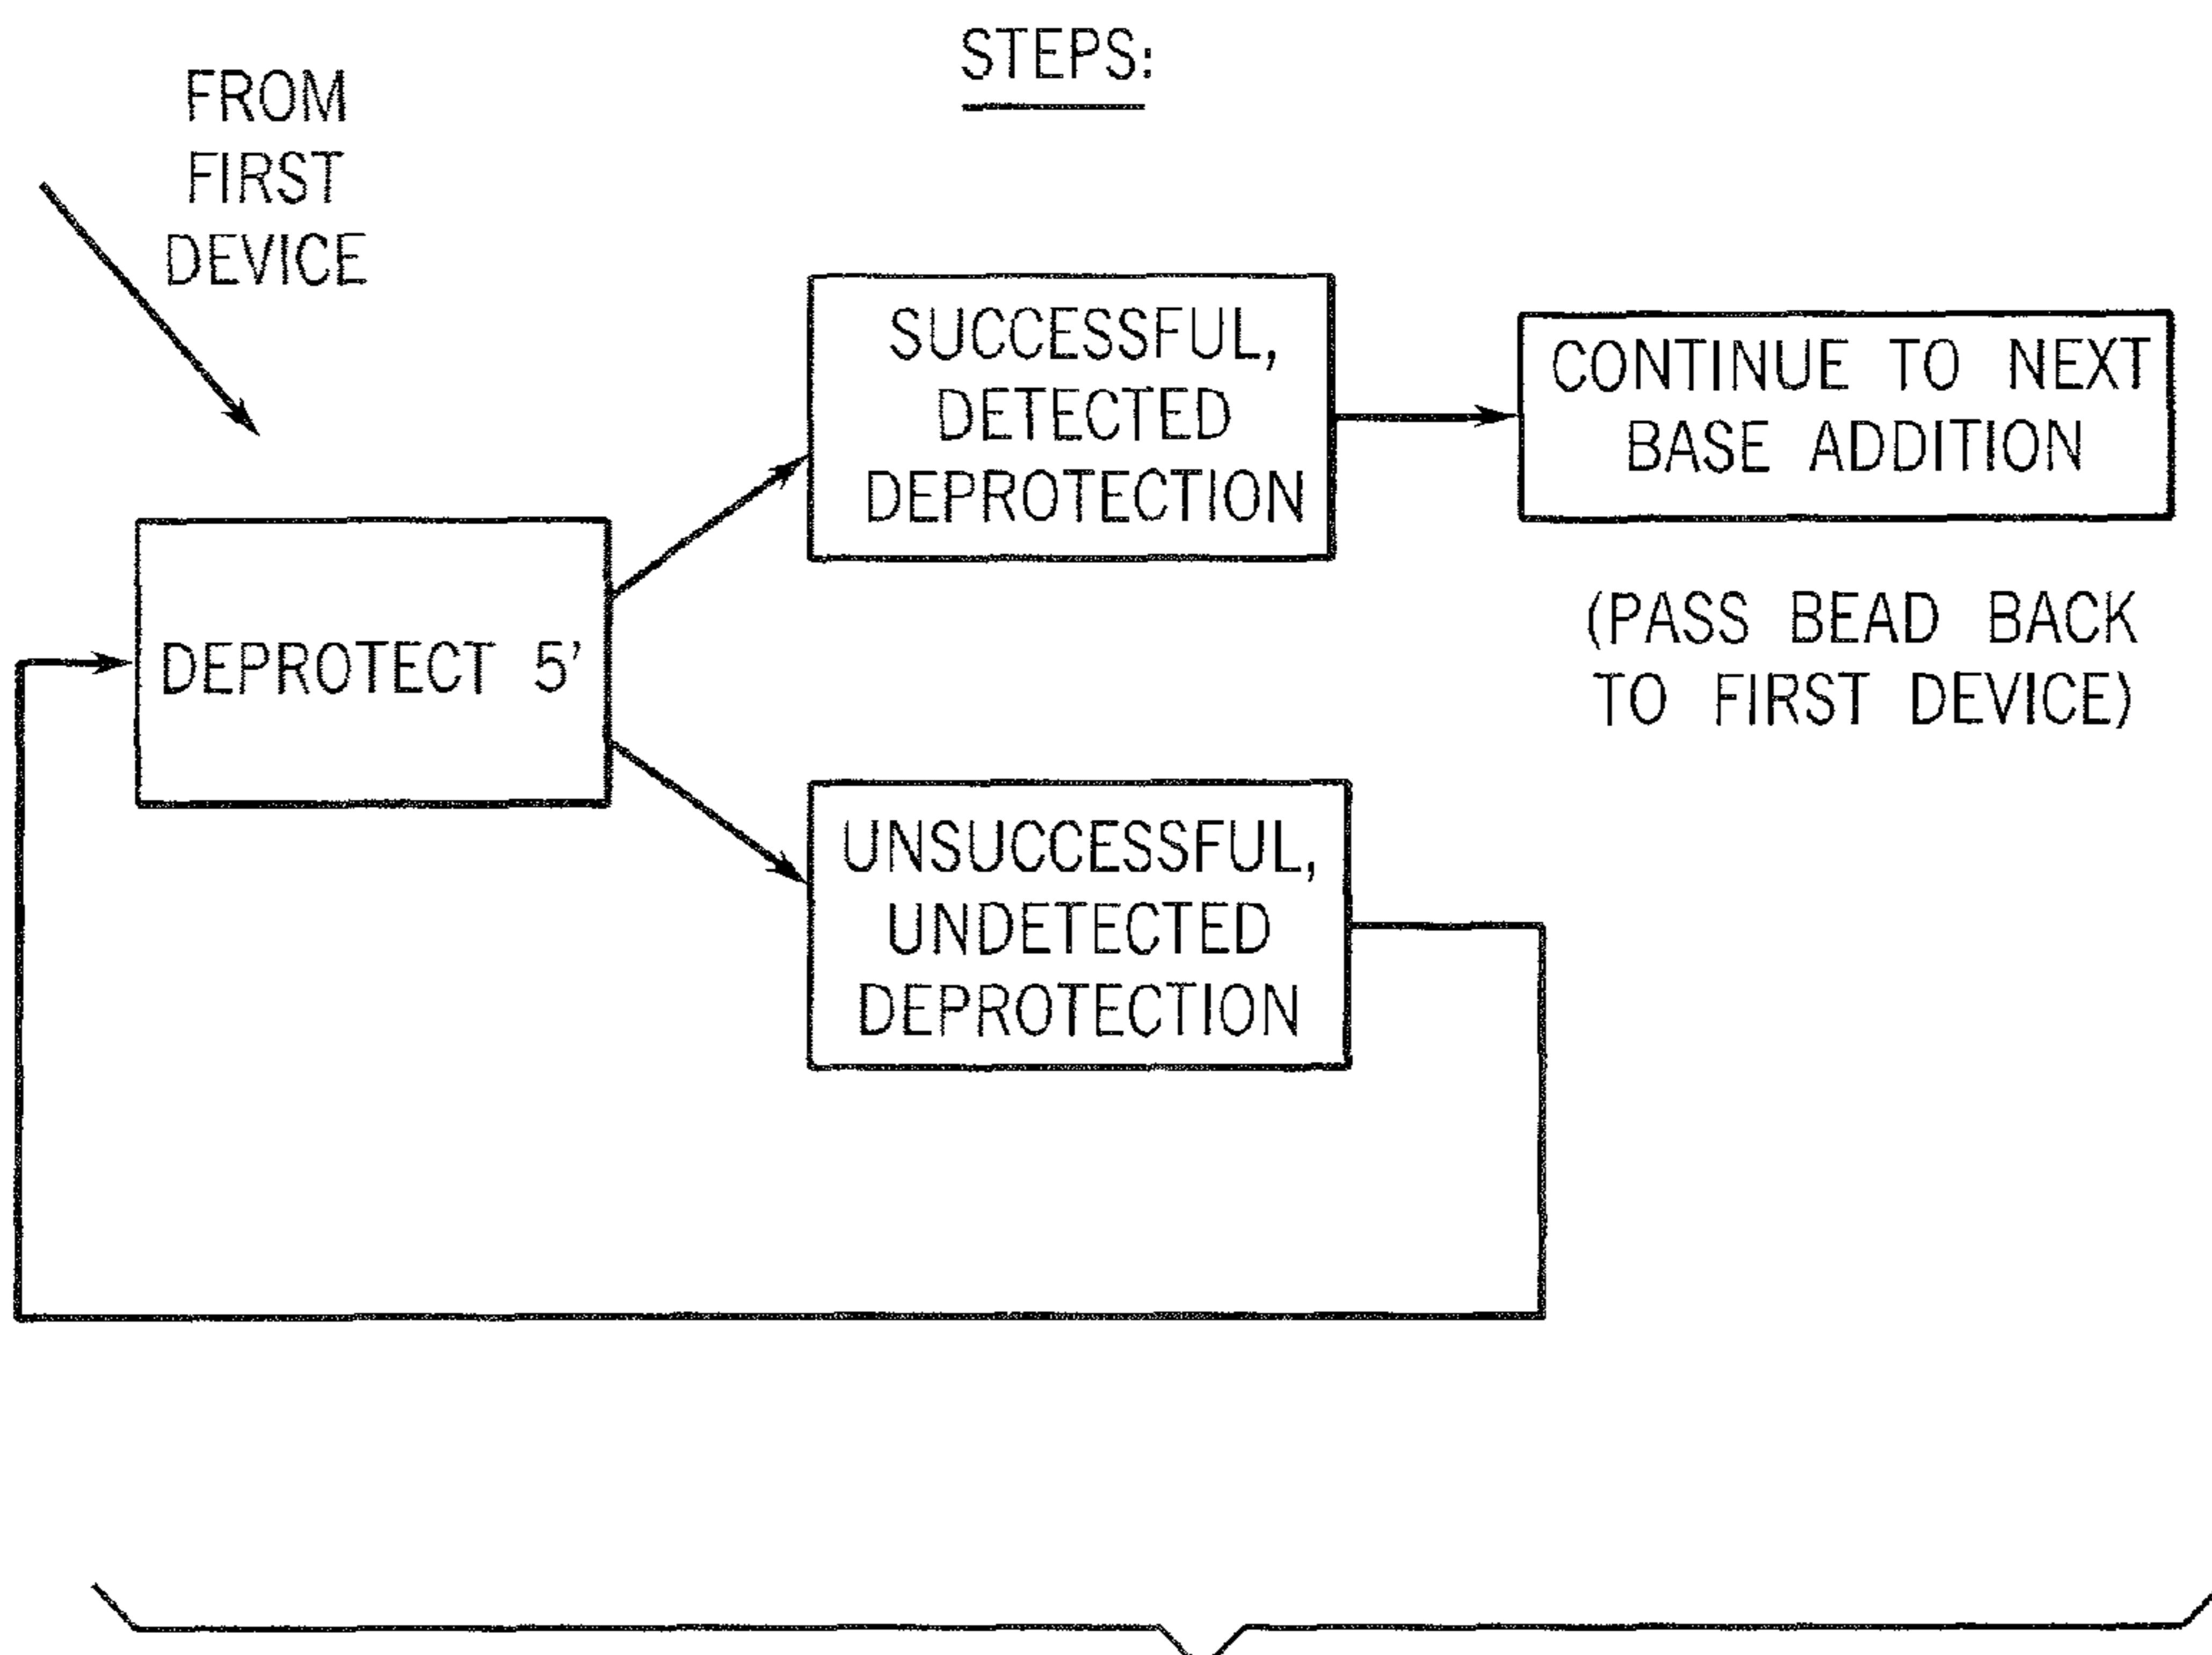 STEPS:
FROM
FIRST
DEVICE
DEPROTECT 5'
SUCCESSFUL,
DETECTED
DEPROTECTION
CONTINUE TO NEXT
BASE ADDITION
(PASS BEAD BACK
TO FIRST DEVICE)
UNSUCCESSFUL,
UNDETECTED
DEPROTECTION